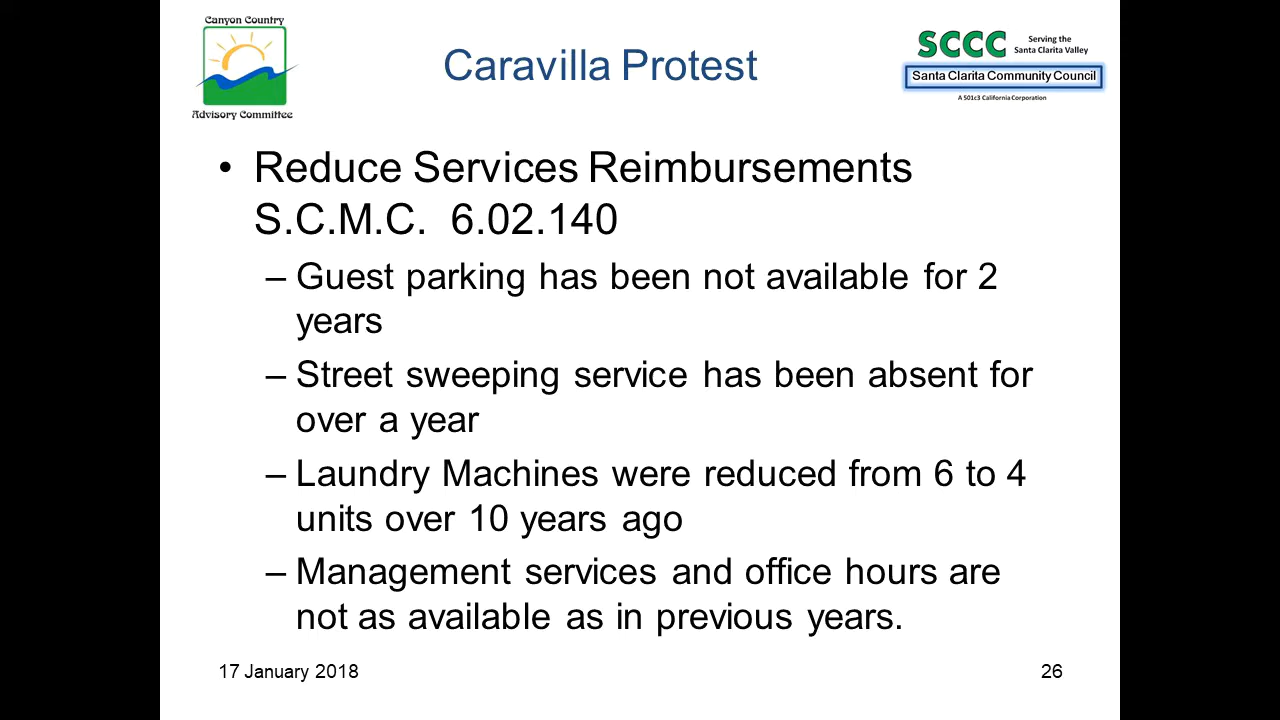 Canyon Country
Advisory Committee
Caravilla Protest
SCCC
Serving the
Santa Clarita Valley
Santa Clarita Community Council
A 501c3 California Corporation
• Reduce Services Reimbursements
S.C.M.C. 6.02.140
– Guest parking has been not available for 2
years
– Street sweeping service has been absent for
over a year
– Laundry Machines were reduced from 6 to 4
units over 10 years ago
– Management services and office hours are
not as available as in previous years.
17 January 2018
26